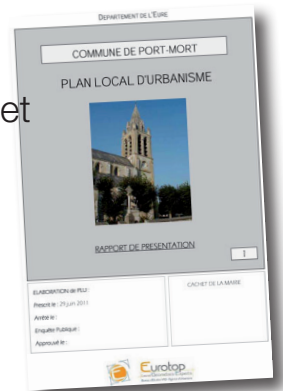 et
DEPARTEMENT DE L'EURE
COMMUNE DE PORT-MORT
PLAN LOCAL D'URBANISME
RAPPORT DE PRESENTATION
1
ELABORATION de PLU :
Prescrit le : 29 juin 2011
Arrêté le :
Enquête Publique :
Approuvé le :
CACHET DE LA MAIRIE
Eurotop